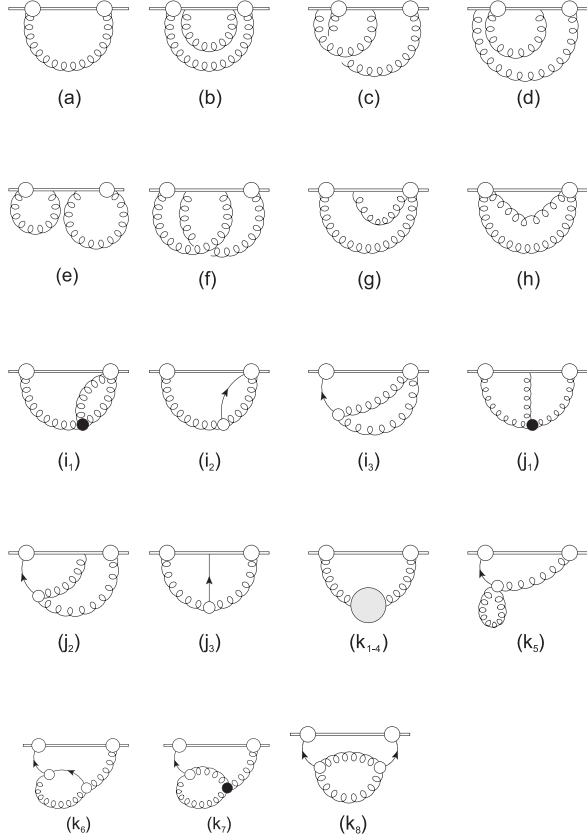 (a) (b) (c) (d)
(e) (f) (g) (h)
(i₁) (i₂) (i₃) (j₁)
(j₂) (j₃) (k₁₋₄) (k₅)
(k₆) (k₇) (k₈)